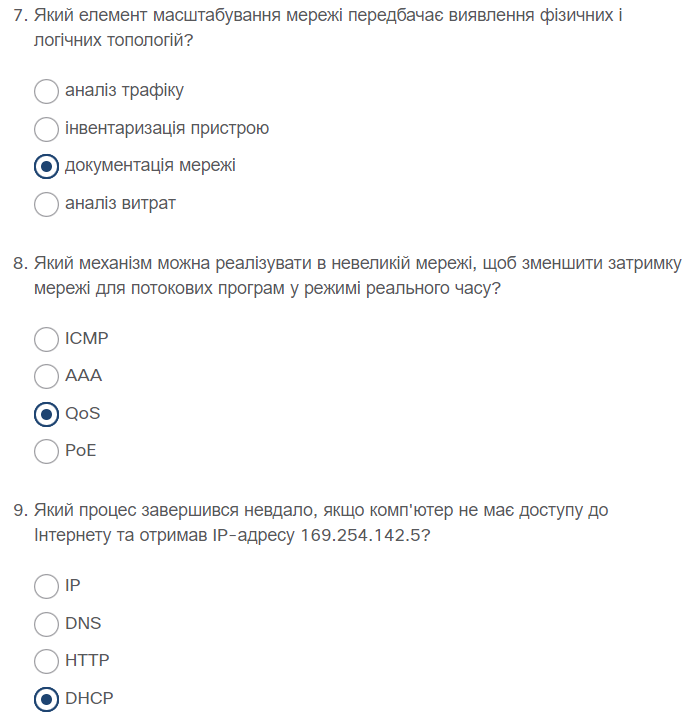 7. Який елемент масштабування мережі передбачає виявлення фізичних і
логічних топологій?
аналіз трафіку
інвентаризація пристрою
документація мережі
аналіз витрат
8. Який механізм можна реалізувати в невеликій мережі, щоб зменшити затримку
мережі для потокових програм у режимі реального часу?
ICMP
AAA
QoS
PoE
9. Який процес завершився невдало, якщо комп'ютер не має доступу до
Інтернету та отримав IP-адресу 169.254.142.5?
IP
DNS
HTTP
DHCP